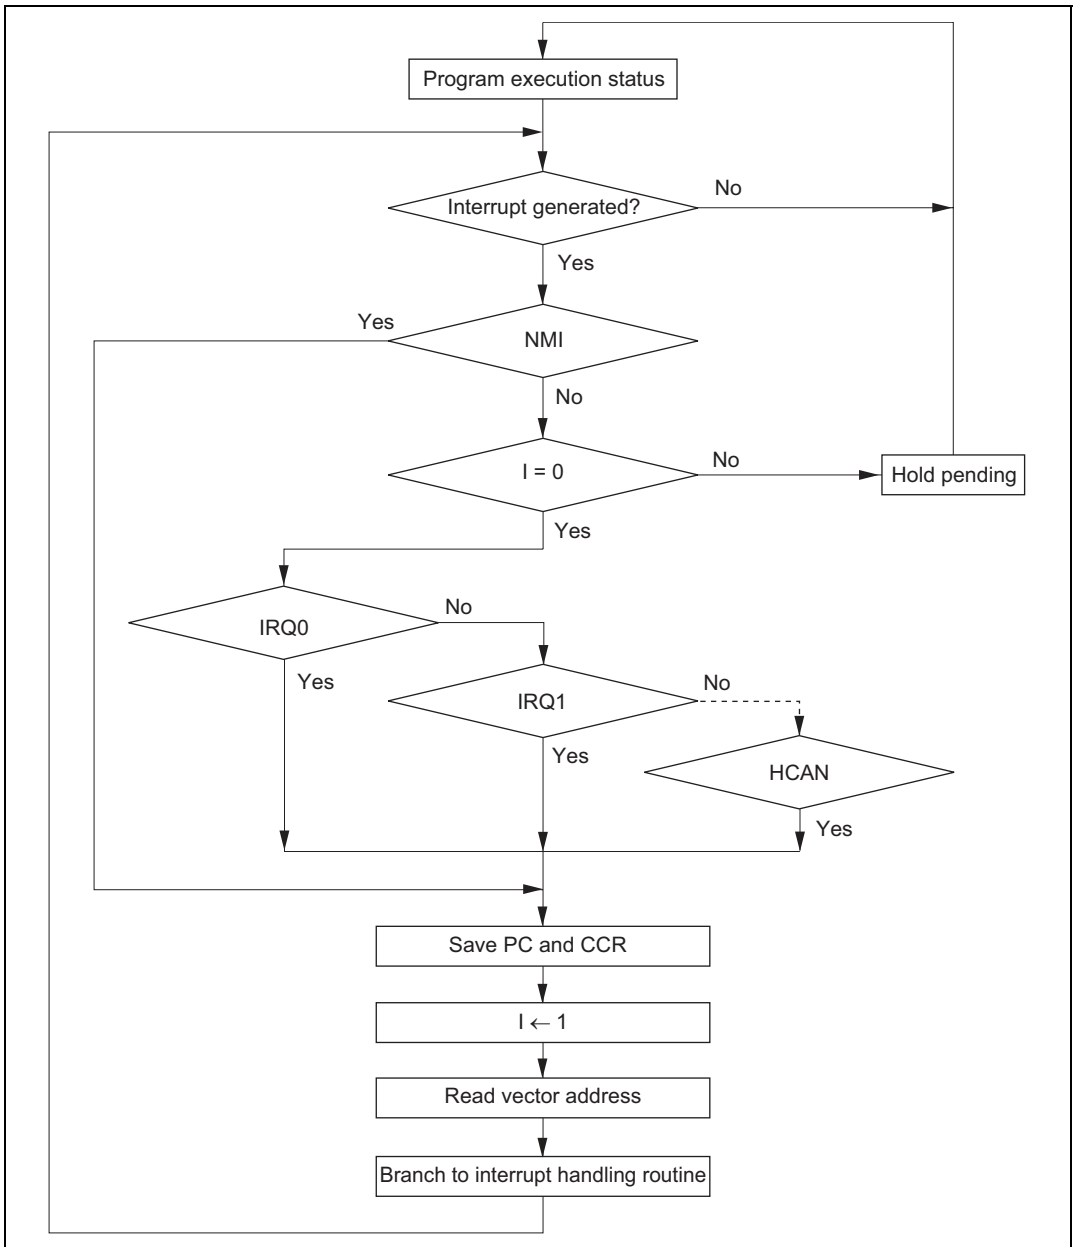 Program execution status
Interrupt generated?
No
Yes
Yes
NMI
No
I = 0
No
Hold pending
Yes
IRQ0
No
Yes
IRQ1
No
Yes
HCAN
Yes
Save PC and CCR
I ← 1
Read vector address
Branch to interrupt handling routine